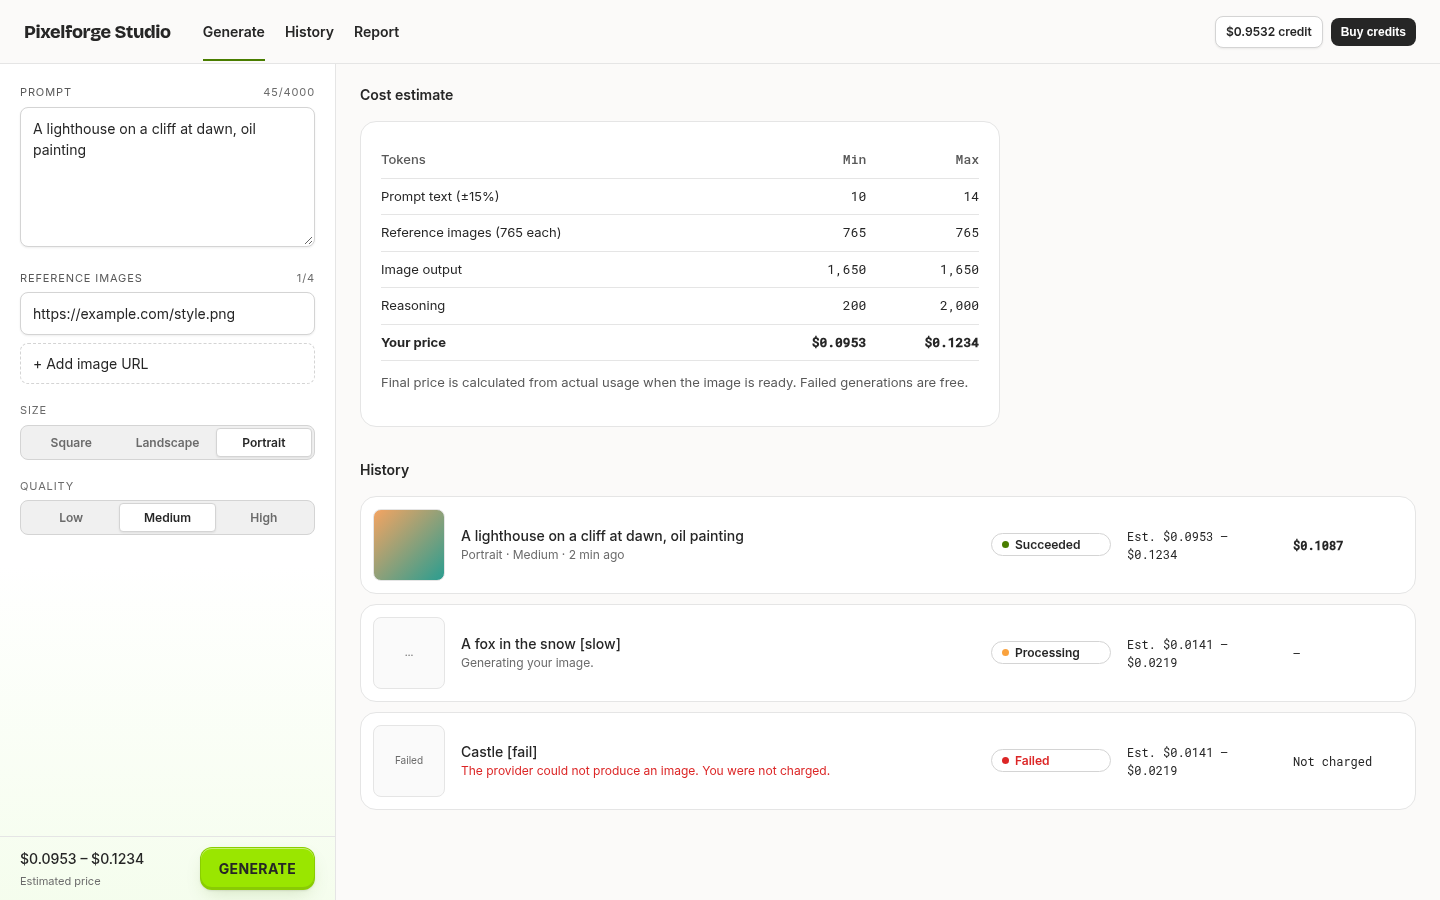 Pixelforge Studio
Generate
History
Report
$0.9532 credit
Buy credits
PROMPT
45/4000
A lighthouse on a cliff at dawn, oil
painting
REFERENCE IMAGES
1/4
https://example.com/style.png
+ Add image URL
SIZE
Square
Landscape
Portrait
QUALITY
Low
Medium
High
$0.0953 – $0.1234
Estimated price
GENERATE
Cost estimate
Tokens Min Max
Prompt text (±15%) 10 14
Reference images (765 each) 765 765
Image output 1,650 1,650
Reasoning 200 2,000
Your price $0.0953 $0.1234
Final price is calculated from actual usage when the image is ready. Failed generations are free.
History
A lighthouse on a cliff at dawn, oil painting
Portrait · Medium · 2 min ago
Succeeded
Est. $0.0953 –
$0.1234
$0.1087
...
A fox in the snow [slow]
Generating your image.
Processing
Est. $0.0141 –
$0.0219
–
Failed
Castle [fail]
The provider could not produce an image. You were not charged.
Failed
Est. $0.0141 –
$0.0219
Not charged